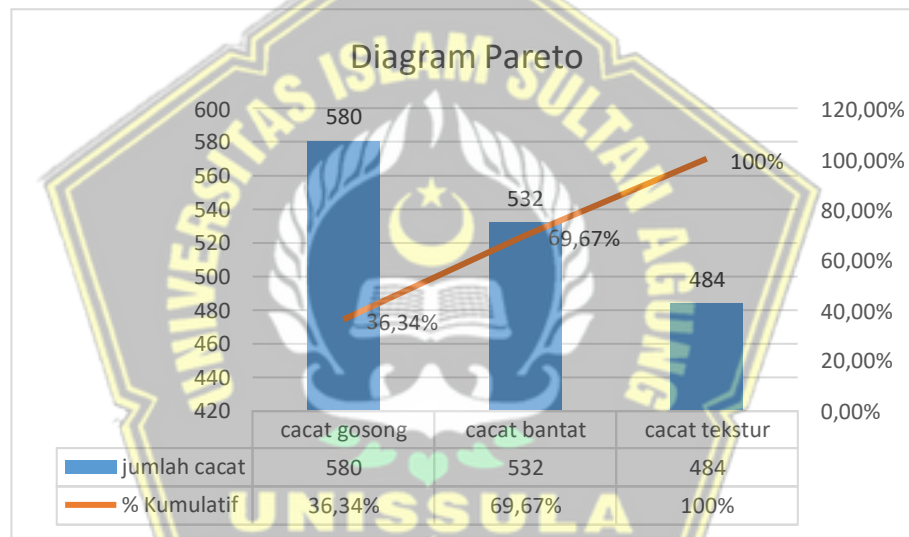 UNIVERSITAS ISLAM SULTAN AGUNG
Diagram Pareto
600 580 120,00%
580 100,00% 100%
560 532 80,00%
540 69,67%
520 60,00%
500 484
480 36,34% 40,00%
460 20,00%
440
420 0,00%
cacat gosong cacat bantat cacat tekstur
jumlah cacat 580 532 484
% Kumulatif 36,34% 69,67% 100%
UNISSULA